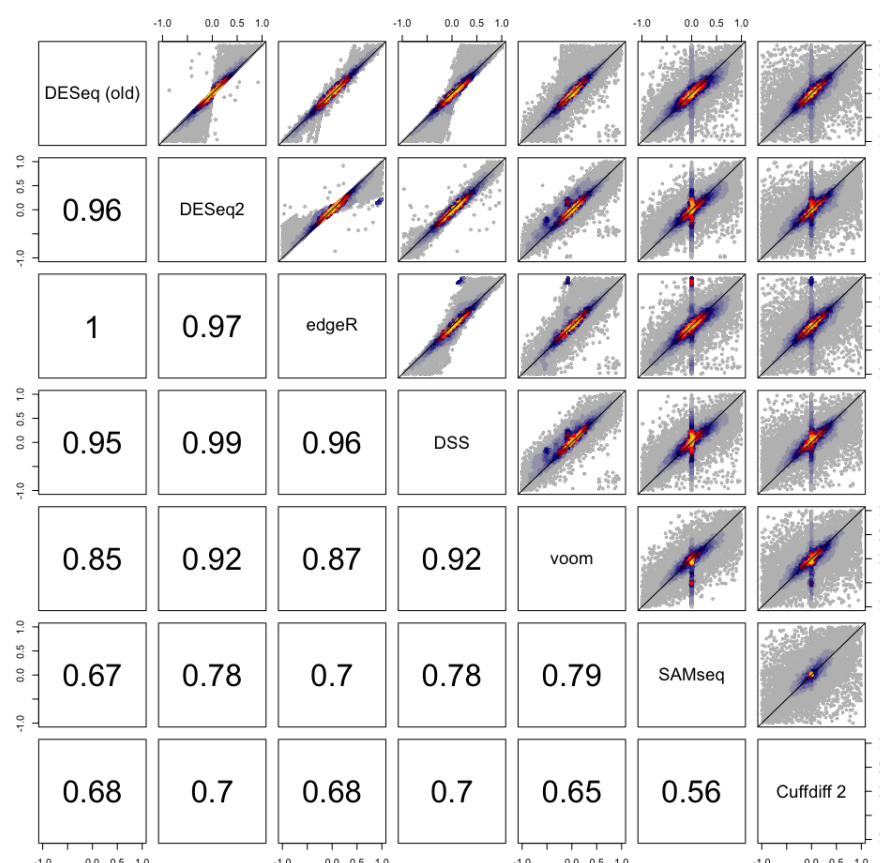 -1.0 0.0 0.5 1.0 -1.0 0.0 0.5 1.0 -1.0 0.0 0.5 1.0
DESeq (old)
-1.0 0.0 0.5 1.0
0.96 DESeq2
1 0.97 edgeR
-1.0 0.0 0.5 1.0
0.95 0.99 0.96 DSS
0.85 0.92 0.87 0.92 voom
-1.0 0.0 0.5 1.0
0.67 0.78 0.7 0.78 0.79 SAMseq
0.68 0.7 0.68 0.7 0.65 0.56 Cuffdiff 2
-1.0 0.0 0.5 1.0 -1.0 0.0 0.5 1.0 -1.0 0.0 0.5 1.0 -1.0 0.0 0.5 1.0